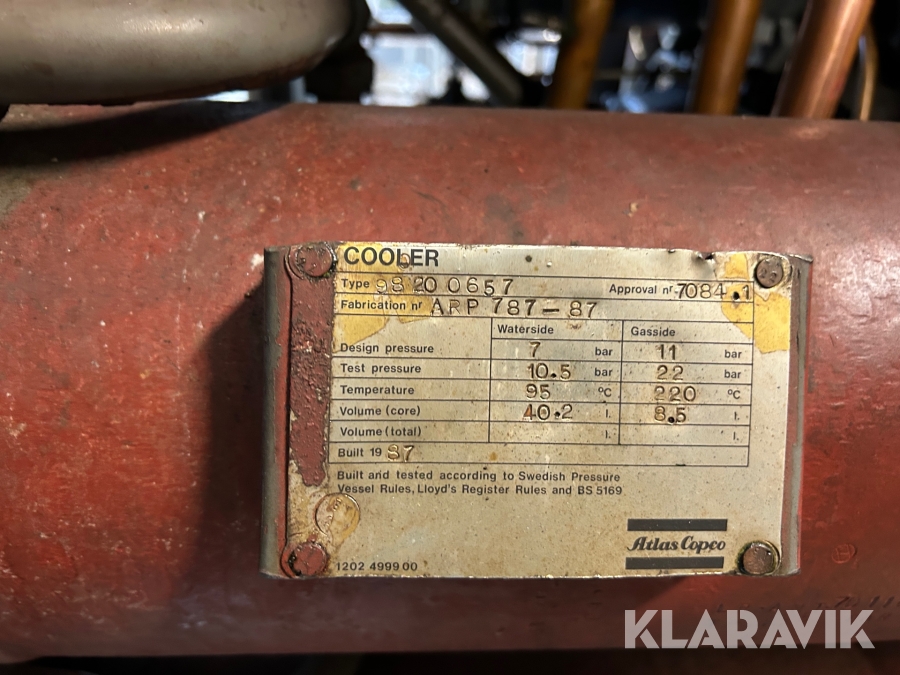 COOLER
Type 9820 0657 Approval nr 7084.1
Fabrication nr ARP 787-87
Waterside Gasside
Design pressure 7 bar 11 bar
Test pressure 10.5 bar 22 bar
Temperature 95 °C 220 °C
Volume (core) 40.2 l. 8.5 l.
Volume (total) l. l.
Built 19 87
Built and tested according to Swedish Pressure
Vessel Rules, Lloyd's Register Rules and BS 5169
Atlas Copco
1202 4999 00
KLARAVIK